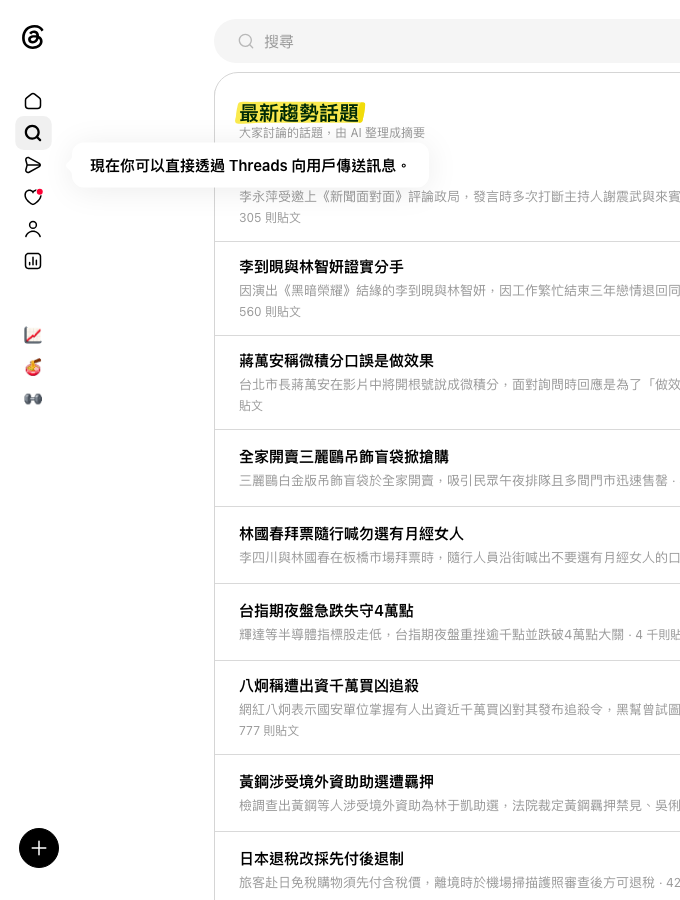 搜尋
最新趨勢話題
大家討論的話題，由 AI 整理成摘要
現在你可以直接透過 Threads 向用戶傳送訊息。
李永萍受邀上《新聞面對面》評論政局，發言時多次打斷主持人謝震武與來賓
305 則貼文
李到晛與林智妍證實分手
因演出《黑暗榮耀》結緣的李到晛與林智妍，因工作繁忙結束三年戀情退回同
560 則貼文
蔣萬安稱微積分口誤是做效果
台北市長蔣萬安在影片中將開根號說成微積分，面對詢問時回應是為了「做效
貼文
全家開賣三麗鷗吊飾盲袋掀搶購
三麗鷗白金版吊飾盲袋於全家開賣，吸引民眾午夜排隊且多間門市迅速售罄 ·
林國春拜票隨行喊勿選有月經女人
李四川與林國春在板橋市場拜票時，隨行人員沿街喊出不要選有月經女人的口
台指期夜盤急跌失守4萬點
輝達等半導體指標股走低，台指期夜盤重挫逾千點並跌破4萬點大關 · 4 千則貼
八炯稱遭出資千萬買凶追殺
網紅八炯表示國安單位掌握有人出資近千萬買凶對其發布追殺令，黑幫曾試圖
777 則貼文
黃鋼涉受境外資助助選遭羈押
檢調查出黃鋼等人涉受境外資助為林于凱助選，法院裁定黃鋼羈押禁見、吳俐
日本退稅改採先付後退制
旅客赴日免稅購物須先付含稅價，離境時於機場掃描護照審查後方可退稅 · 42